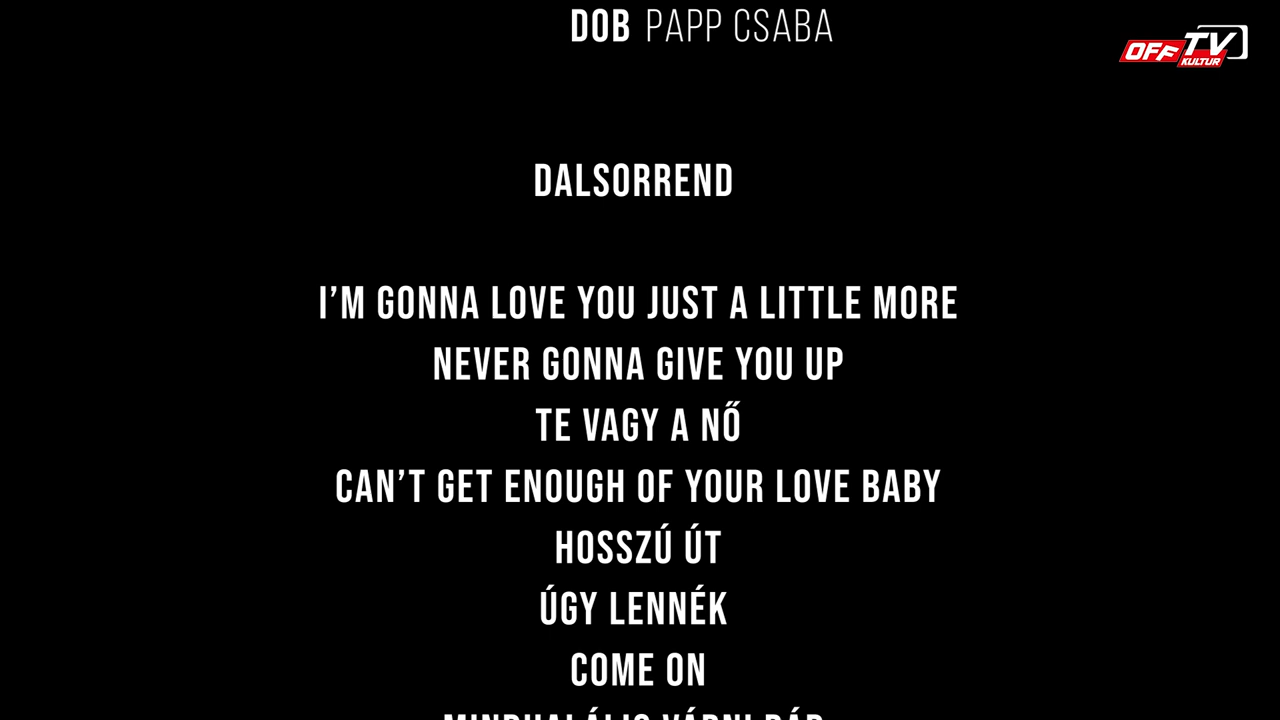 DOB PAPP CSABA
OFF TV KULTUR
DALSORREND
I'M GONNA LOVE YOU JUST A LITTLE MORE
NEVER GONNA GIVE YOU UP
TE VAGY A NŐ
CAN'T GET ENOUGH OF YOUR LOVE BABY
HOSSZÚ ÚT
ÚGY LENNÉK
COME ON